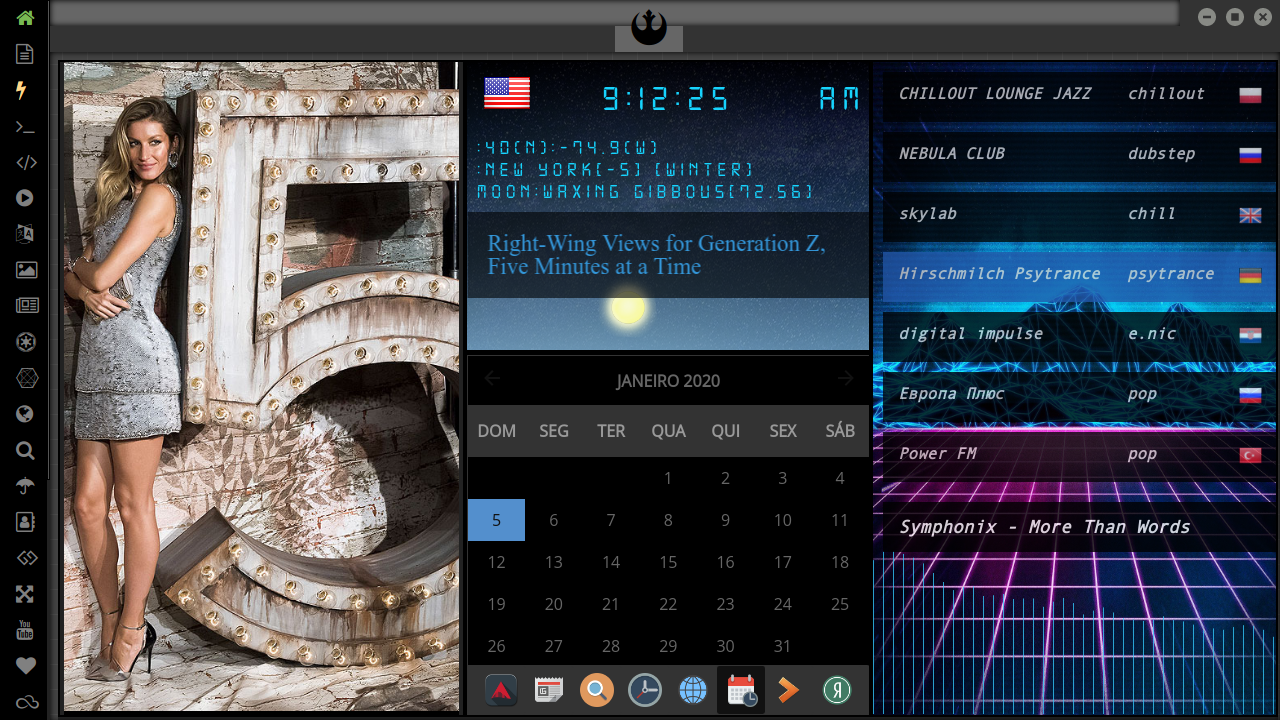 9:12:25 AM
:40(N):-74.9(W)
:NEW YORK[-5] [WINTER]
MOON:WAXING GIBBOUS[72.56]
Right-Wing Views for Generation Z,
Five Minutes at a Time
JANEIRO 2020
DOM SEG TER QUA QUI SEX SÁB
1 2 3 4
5 6 7 8 9 10 11
12 13 14 15 16 17 18
19 20 21 22 23 24 25
26 27 28 29 30 31
Я
CHILLOUT LOUNGE JAZZ chillout
NEBULA CLUB dubstep
skylab chill
Hirschmilch Psytrance psytrance
digital impulse e.nic
Европа Плюс pop
Power FM pop
Symphonix - More Than Words
You
Tube